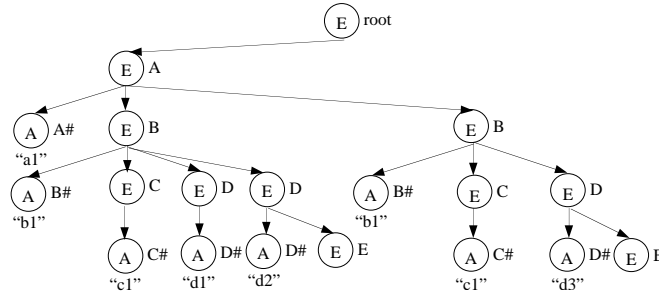 E root
E A
A A# E B E B
"a1"
A B# E C E D E D A B# E C E D
"b1" "b1"
A C# A D# A D# E E A C# A D# E E
"c1" "d1" "d2" "c1" "d3"